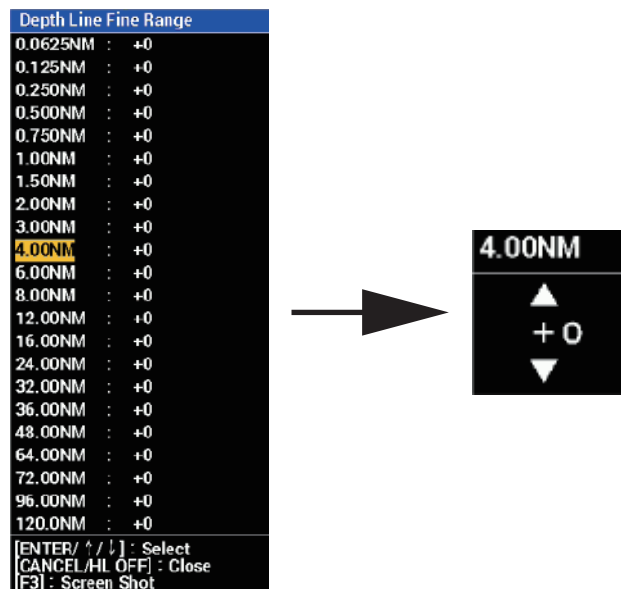 Depth Line Fine Range
0.0625NM : +0
0.125NM : +0
0.250NM : +0
0.500NM : +0
0.750NM : +0
1.00NM : +0
1.50NM : +0
2.00NM : +0
3.00NM : +0
4.00NM : +0
6.00NM : +0
8.00NM : +0
12.00NM : +0
16.00NM : +0
24.00NM : +0
32.00NM : +0
36.00NM : +0
48.00NM : +0
64.00NM : +0
72.00NM : +0
96.00NM : +0
120.0NM : +0
[ENTER/ ↑/↓] : Select
[CANCEL/HL OFF] : Close
[F3] : Screen Shot
4.00NM
▲
+0
▼